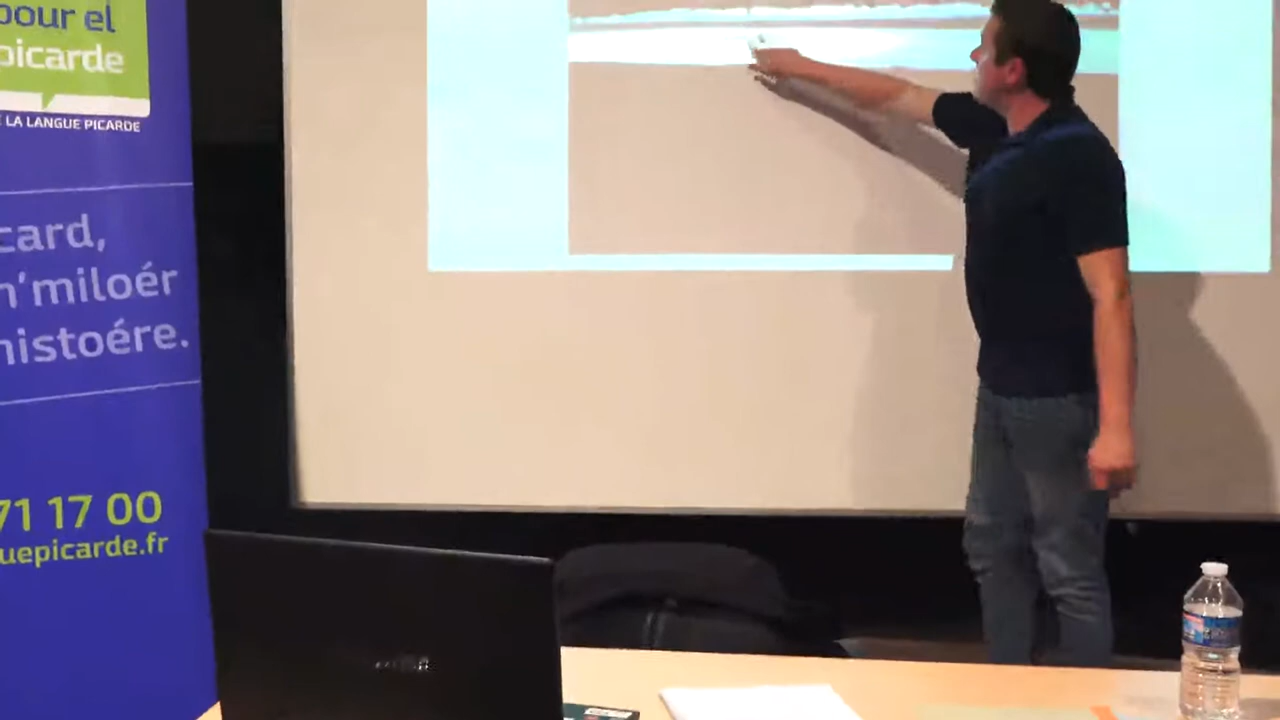 pour el
picarde
LA LANGUE PICARDE
card,
n'miloér
histoére.
71 17 00
uepicarde.fr